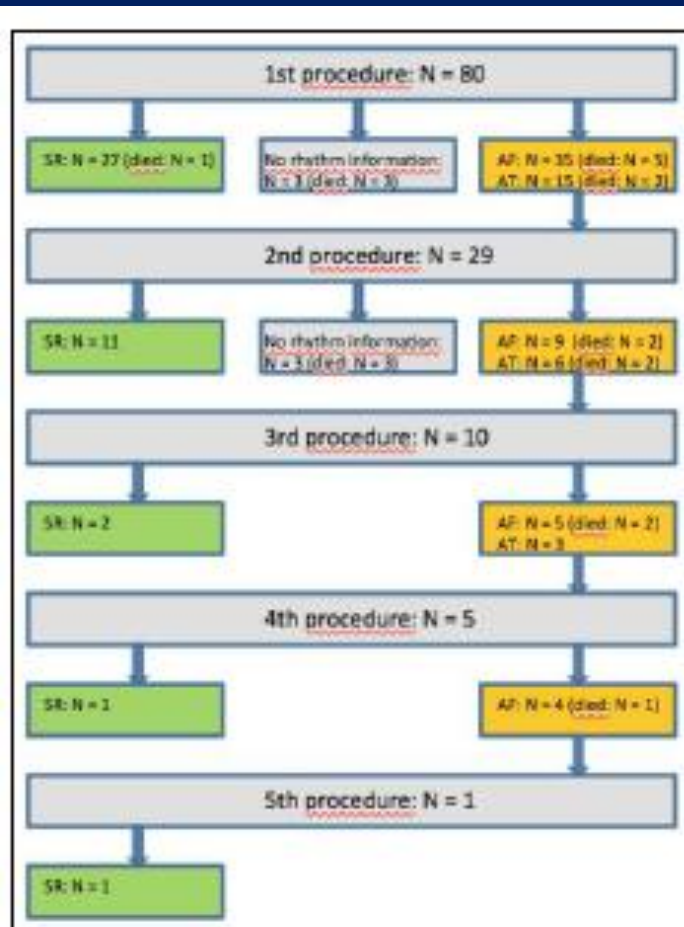 1st procedure: N = 80
SR: N = 27 (died: N = 1)
No rhythm information:
N = 3 (died: N = 3)
AF: N = 35 (died: N = 5)
AT: N = 15 (died: N = 2)
2nd procedure: N = 29
SR: N = 11
No rhythm information:
N = 3 (died: N = 3)
AF: N = 9 (died: N = 2)
AT: N = 6 (died: N = 2)
3rd procedure: N = 10
SR: N = 2
AF: N = 5 (died: N = 2)
AT: N = 3
4th procedure: N = 5
SR: N = 1
AF: N = 4 (died: N = 1)
5th procedure: N = 1
SR: N = 1